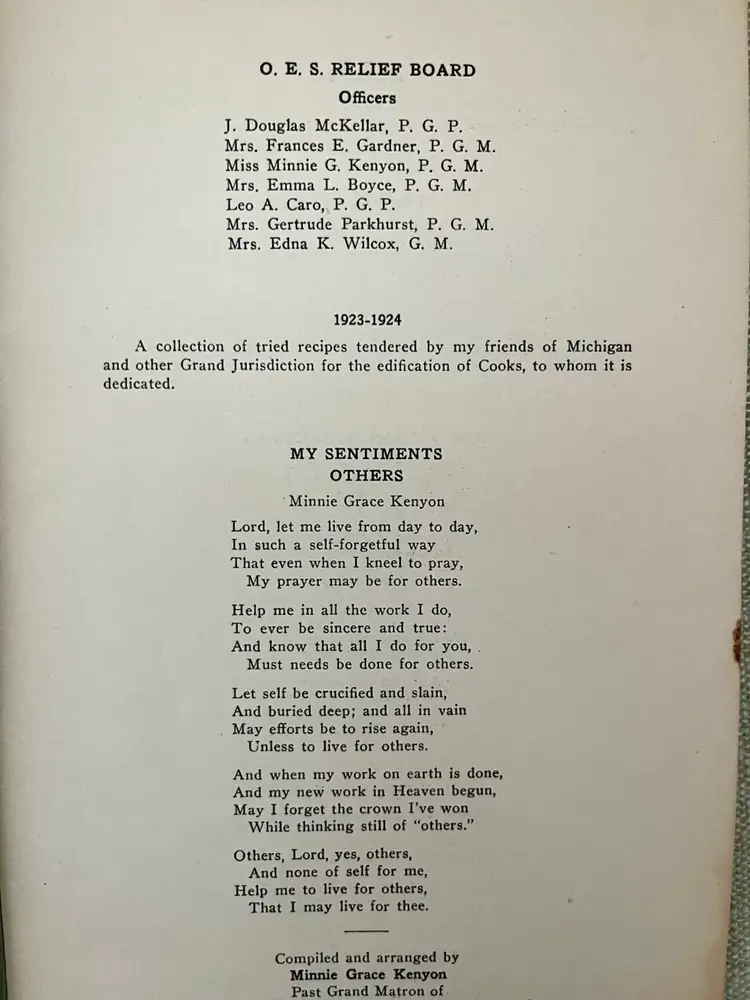 O. E. S. RELIEF BOARD
Officers
J. Douglas McKellar, P. G. P.
Mrs. Frances E. Gardner, P. G. M.
Miss Minnie G. Kenyon, P. G. M.
Mrs. Emma L. Boyce, P. G. M.
Leo A. Caro, P. G. P.
Mrs. Gertrude Parkhurst, P. G. M.
Mrs. Edna K. Wilcox, G. M.
1923-1924
A collection of tried recipes tendered by my friends of Michigan
and other Grand Jurisdiction for the edification of Cooks, to whom it is
dedicated.
MY SENTIMENTS
OTHERS
Minnie Grace Kenyon
Lord, let me live from day to day,
In such a self-forgetful way
That even when I kneel to pray,
My prayer may be for others.
Help me in all the work I do,
To ever be sincere and true:
And know that all I do for you,
Must needs be done for others.
Let self be crucified and slain,
And buried deep; and all in vain
May efforts be to rise again,
Unless to live for others.
And when my work on earth is done,
And my new work in Heaven begun,
May I forget the crown I've won
While thinking still of "others."
Others, Lord, yes, others,
And none of self for me,
Help me to live for others,
That I may live for thee.
Compiled and arranged by
Minnie Grace Kenyon
Past Grand Matron of